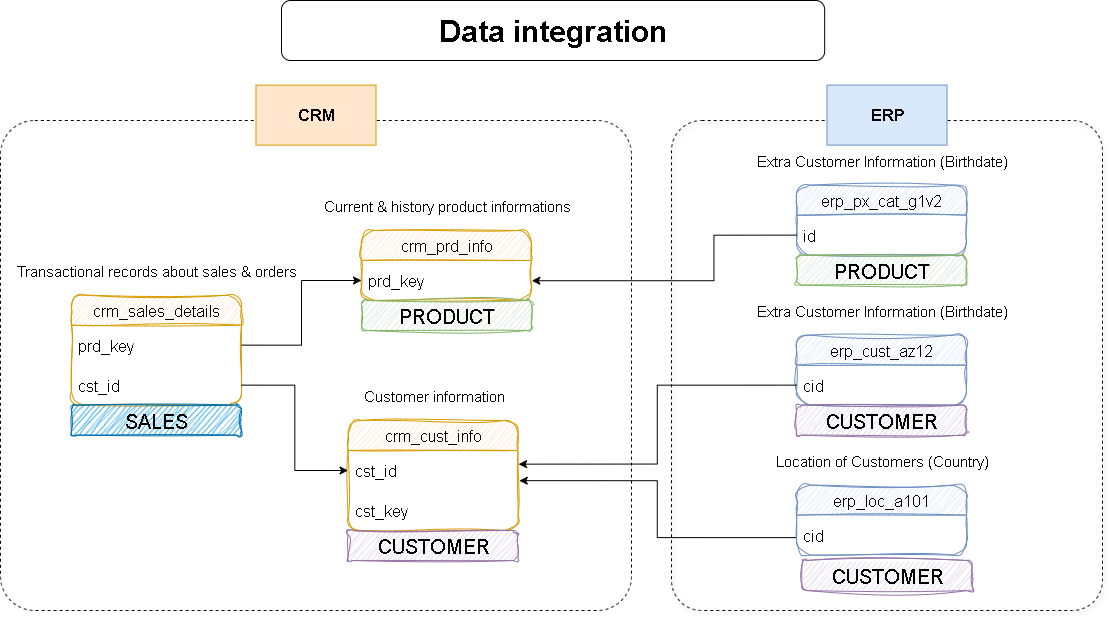 Data integration
CRM
ERP
Transactional records about sales & orders
crm_sales_details
prd_key
cst_id
SALES
Current & history product informations
crm_prd_info
prd_key
PRODUCT
Customer information
crm_cust_info
cst_id
cst_key
CUSTOMER
Extra Customer Information (Birthdate)
erp_px_cat_g1v2
id
PRODUCT
Extra Customer Information (Birthdate)
erp_cust_az12
cid
CUSTOMER
Location of Customers (Country)
erp_loc_a101
cid
CUSTOMER